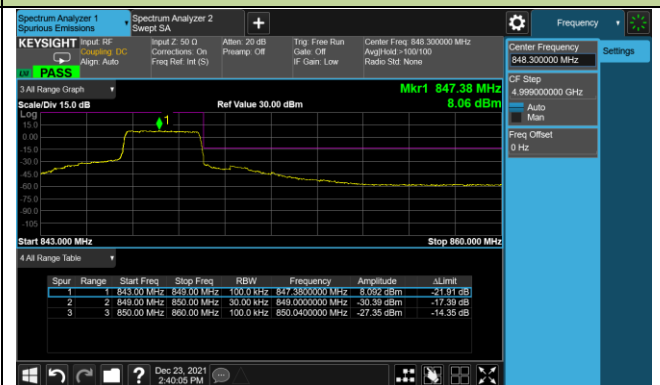 Spectrum Analyzer 1
Spurious Emissions
Spectrum Analyzer 2
Swept SA
+
Frequency
KEYSIGHT
Input: RF
Coupling: DC
Align: Auto
Input Z: 50 Ω
Corrections: On
Freq Ref: Int (S)
Atten: 20 dB
Preamp: Off
Trig: Free Run
Gate: Off
IF Gain: Low
Center Freq: 848.300000 MHz
Avg|Hold:>100/100
Radio Std: None
PASS
Center Frequency
848.300000 MHz
Settings
CF Step
4.999000000 GHz
Auto
Man
Freq Offset
0 Hz
3 All Range Graph
Scale/Div 15.0 dB
Ref Value 30.00 dBm
Mkr1 847.38 MHz
8.06 dBm
Log
15.0
0.00
-15.0
-30.0
-45.0
-60.0
-75.0
-90.0
-105
1
Start 843.000 MHz
Stop 860.000 MHz
4 All Range Table
Spur Range Start Freq Stop Freq RBW Frequency Amplitude ΔLimit
1 1 843.00 MHz 849.00 MHz 100.0 kHz 847.3800000 MHz 8.092 dBm -21.91 dB
2 2 849.00 MHz 850.00 MHz 30.00 kHz 849.0000000 MHz -30.39 dBm -17.39 dB
3 3 850.00 MHz 860.00 MHz 100.0 kHz 850.0400000 MHz -27.35 dBm -14.35 dB
?
Dec 23, 2021
2:40:05 PM